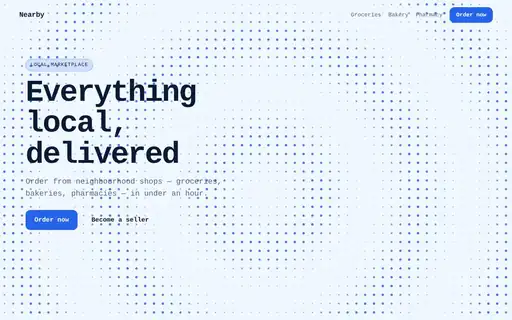 Nearby
Groceries Bakery Pharmacy Order now
LOCAL MARKETPLACE
Everything
local,
delivered
Order from neighbourhood shops — groceries,
bakeries, pharmacies — in under an hour.
Order now Become a seller